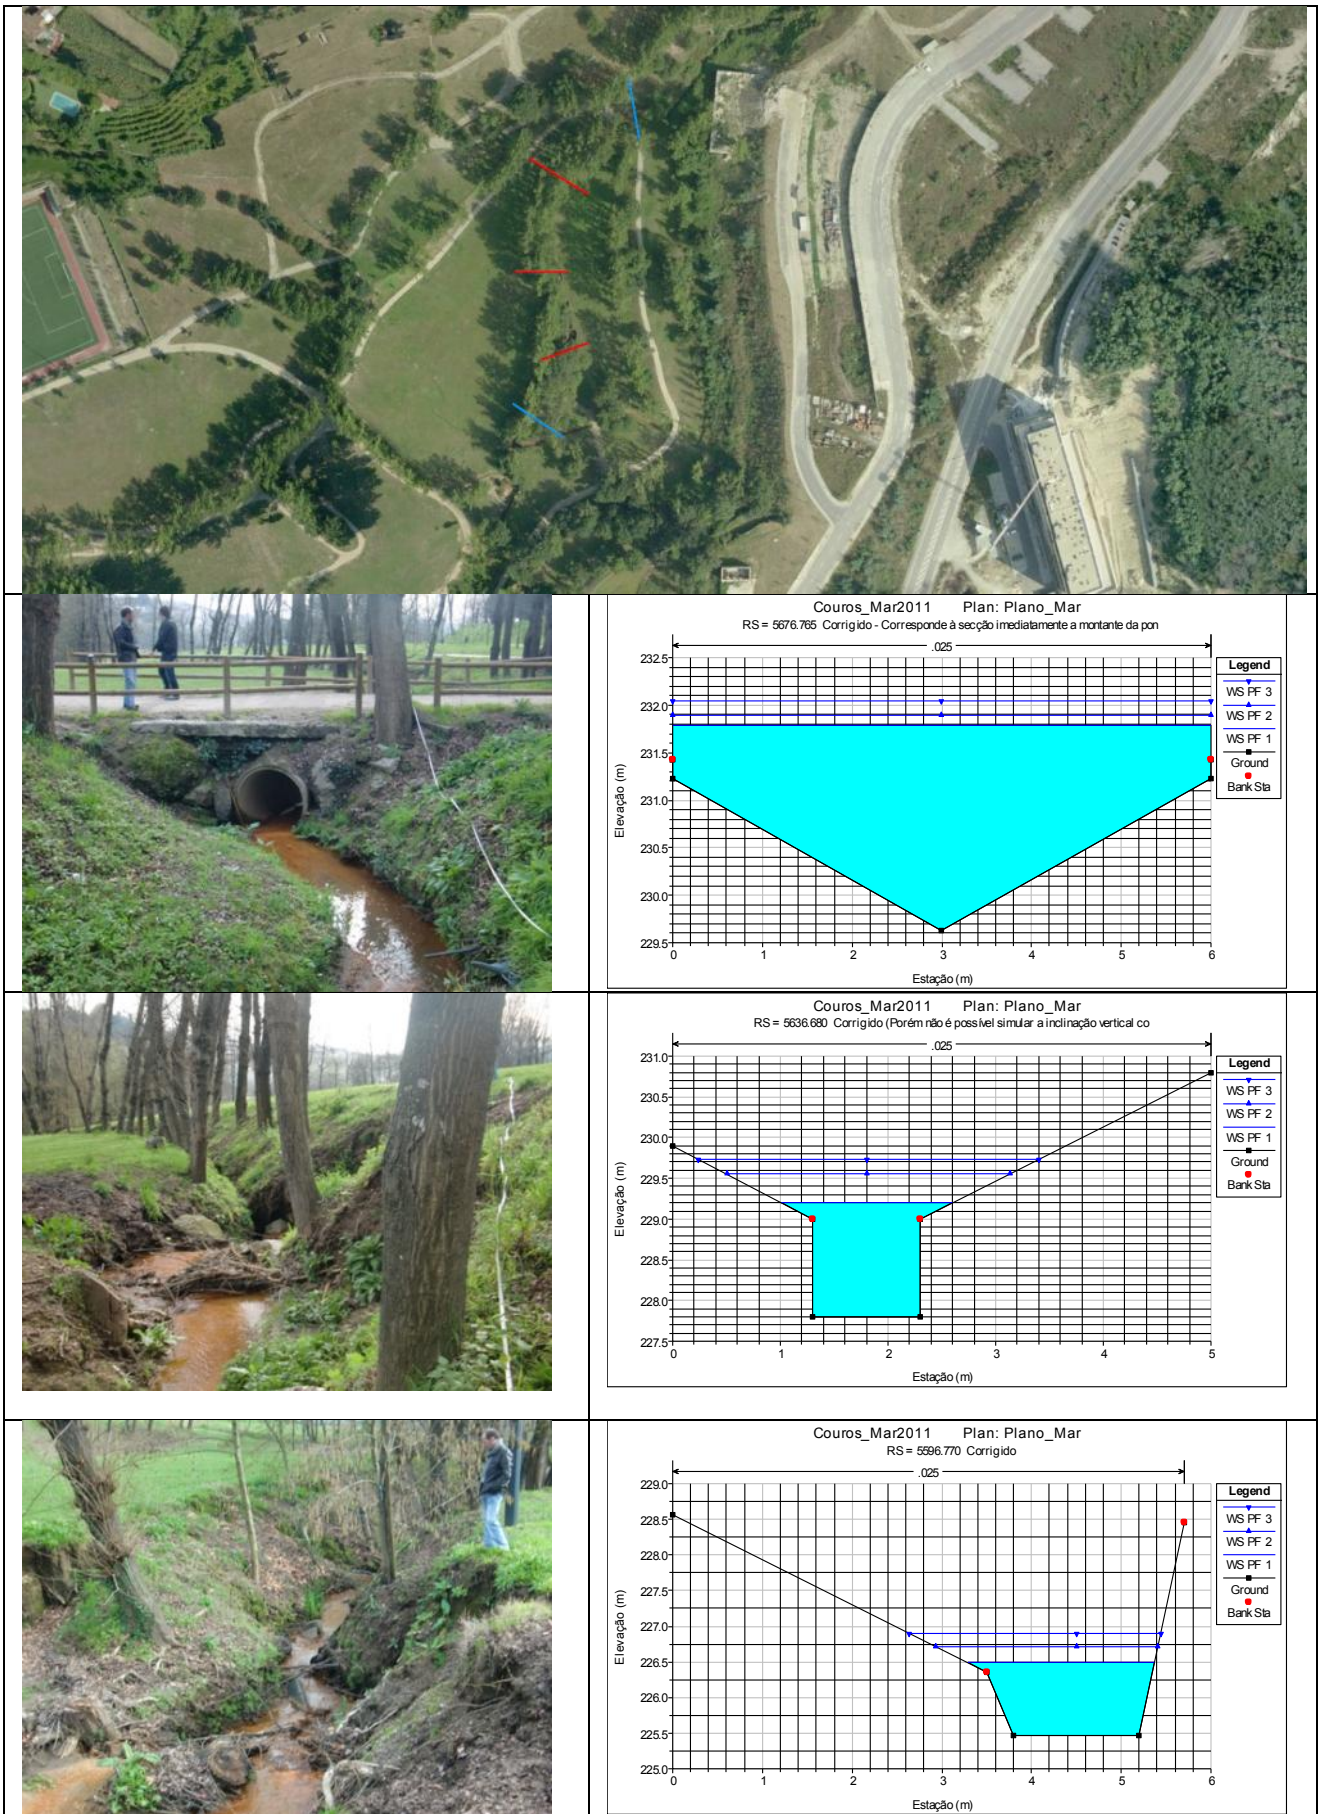 Couros_Mar2011 Plan: Plano_Mar
RS = 5676.765 Corrigido - Corresponde à secção imediatamente a montante da pon
.025
232.5
232.0
231.5
231.0
230.5
230.0
229.5
Elevação (m)
0 1 2 3 4 5 6
Estação (m)
Legend
WS PF 3
WS PF 2
WS PF 1
Ground
Bank Sta
Couros_Mar2011 Plan: Plano_Mar
RS = 5636.680 Corrigido (Porém não é possível simular a inclinação vertical co
.025
231.0
230.5
230.0
229.5
229.0
228.5
228.0
227.5
Elevação (m)
0 1 2 3 4 5
Estação (m)
Legend
WS PF 3
WS PF 2
WS PF 1
Ground
Bank Sta
Couros_Mar2011 Plan: Plano_Mar
RS = 5596.770 Corrigido
.025
229.0
228.5
228.0
227.5
227.0
226.5
226.0
225.5
225.0
Elevação (m)
0 1 2 3 4 5 6
Estação (m)
Legend
WS PF 3
WS PF 2
WS PF 1
Ground
Bank Sta